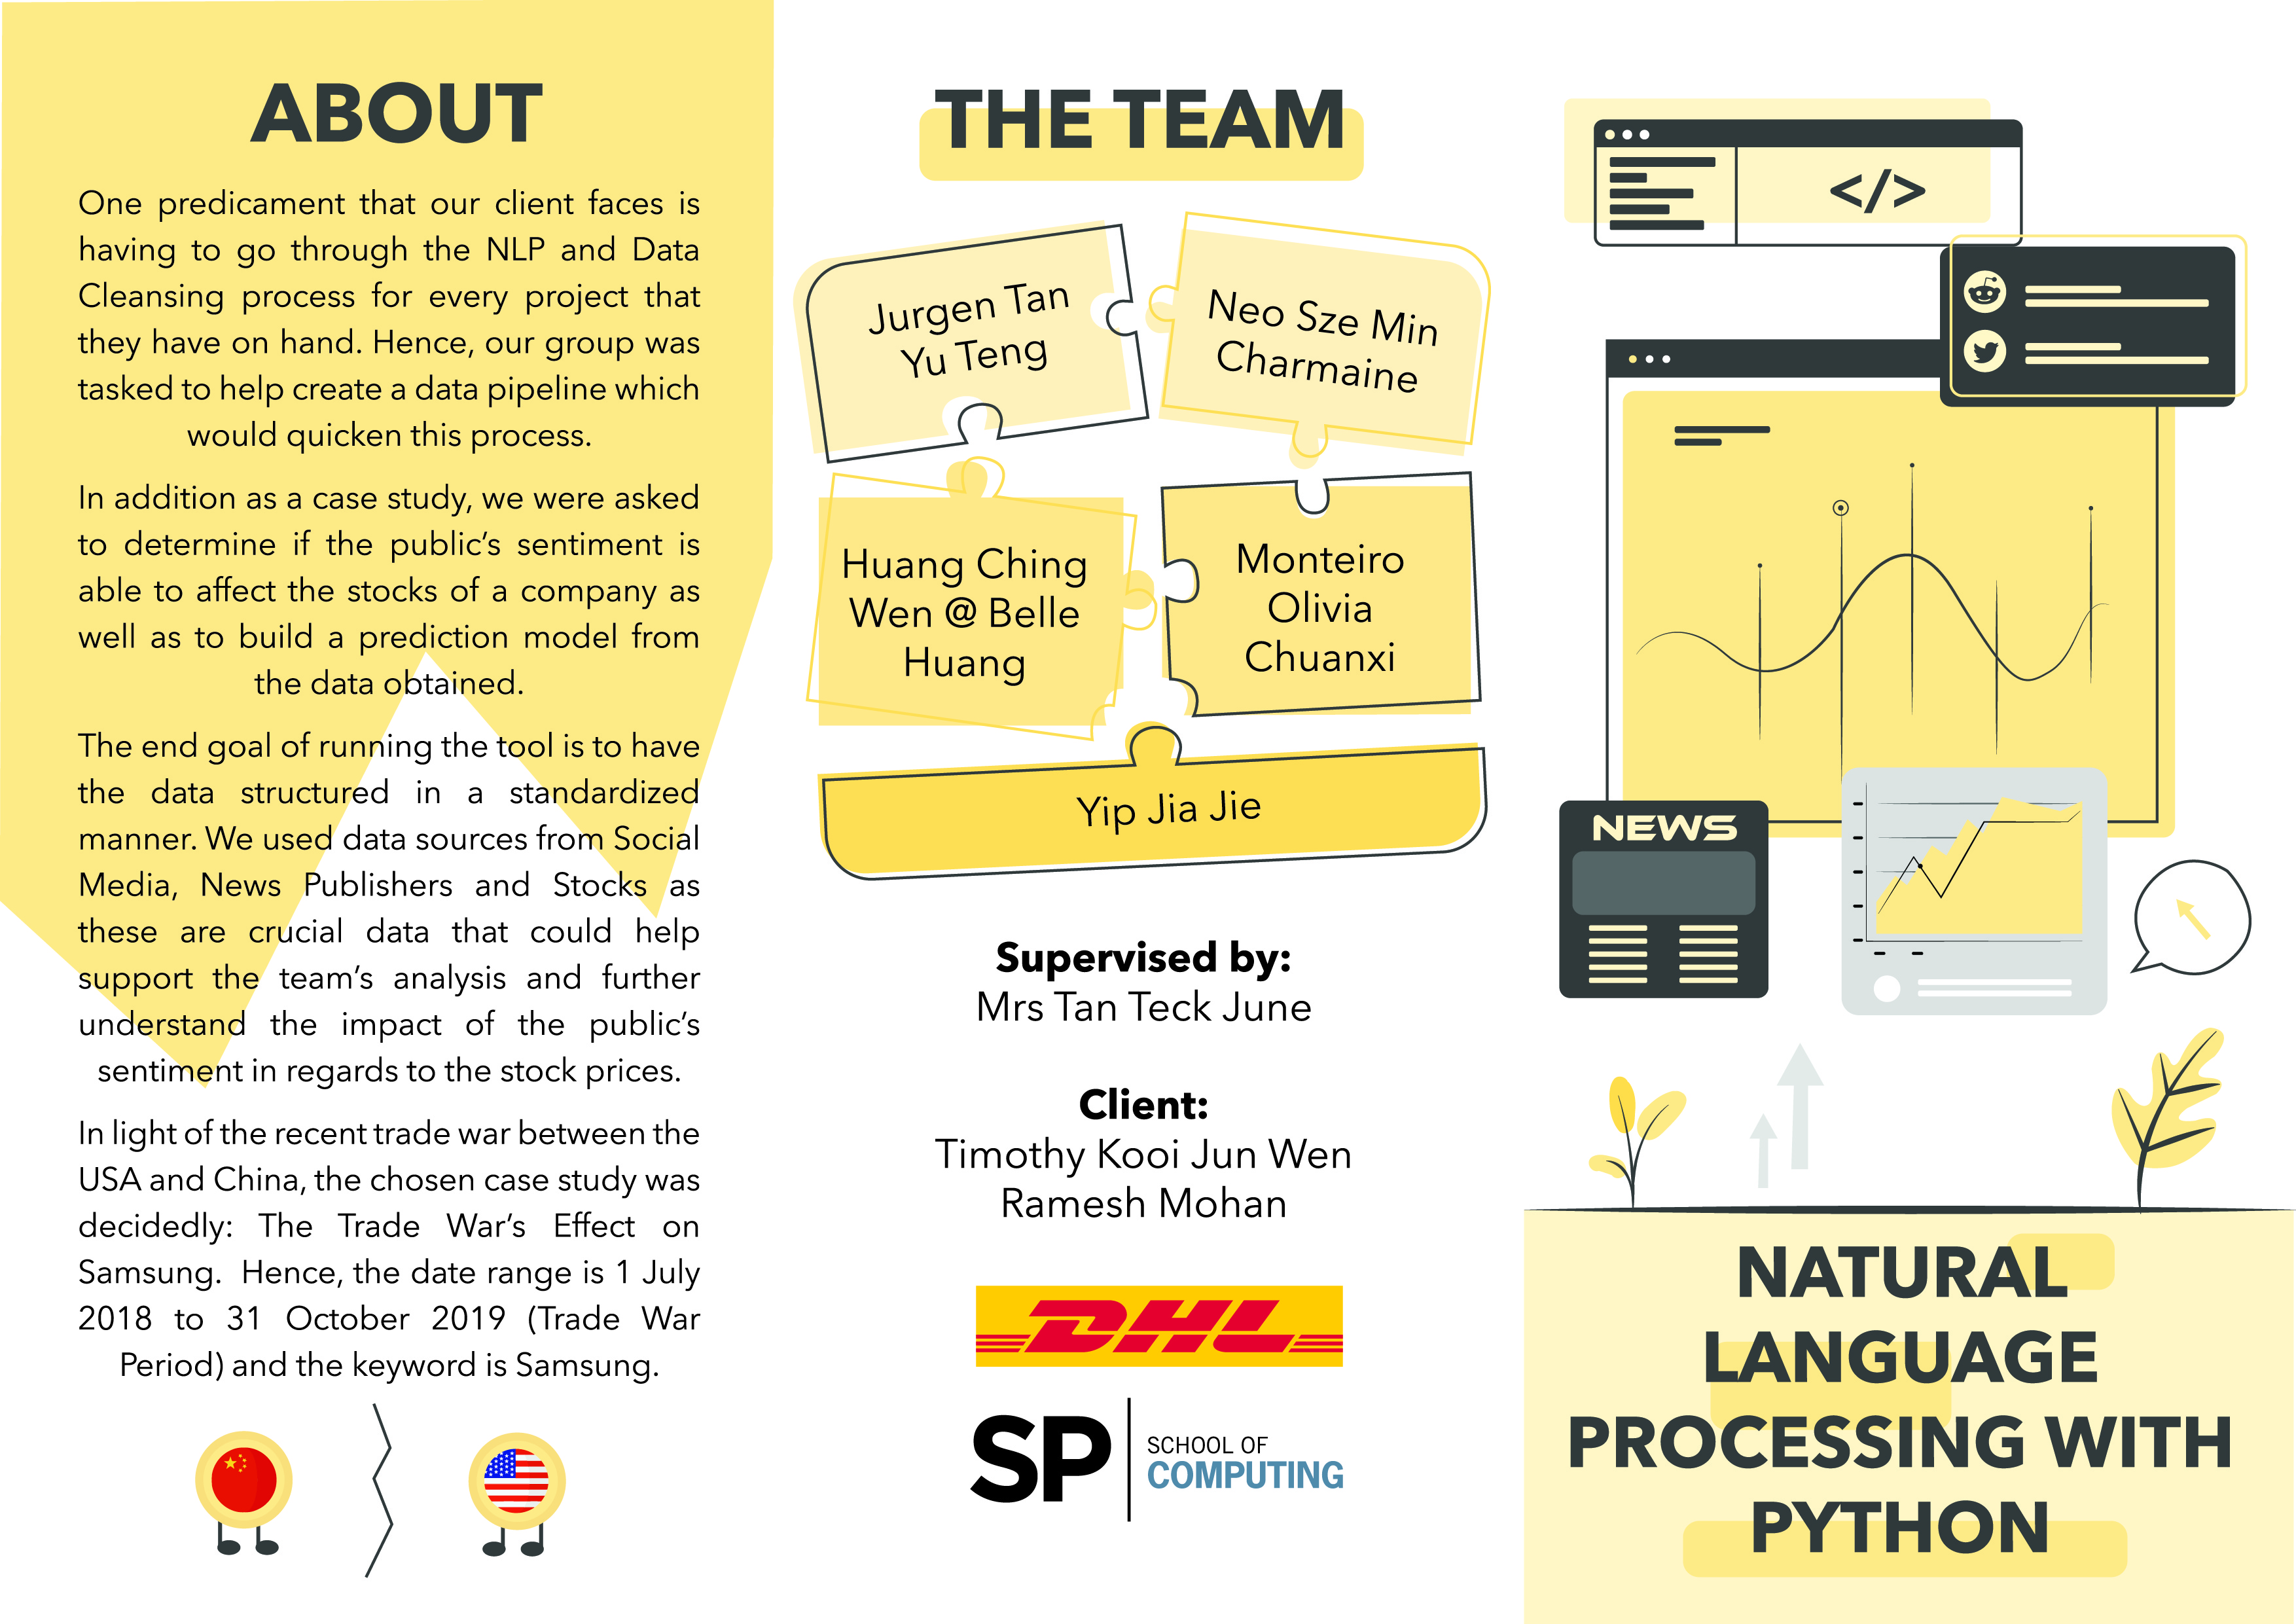 ABOUT
One predicament that our client faces is
having to go through the NLP and Data
Cleansing process for every project that
they have on hand. Hence, our group was
tasked to help create a data pipeline which
would quicken this process.
In addition as a case study, we were asked
to determine if the public’s sentiment is
able to affect the stocks of a company as
well as to build a prediction model from
the data obtained.
The end goal of running the tool is to have
the data structured in a standardized
manner. We used data sources from Social
Media, News Publishers and Stocks as
these are crucial data that could help
support the team’s analysis and further
understand the impact of the public’s
sentiment in regards to the stock prices.
In light of the recent trade war between the
USA and China, the chosen case study was
decidedly: The Trade War’s Effect on
Samsung. Hence, the date range is 1 July
2018 to 31 October 2019 (Trade War
Period) and the keyword is Samsung.
THE TEAM
Jurgen Tan
Yu Teng
Neo Sze Min
Charmaine
Huang Ching
Wen @ Belle
Huang
Monteiro
Olivia
Chuanxi
Yip Jia Jie
Supervised by:
Mrs Tan Teck June
Client:
Timothy Kooi Jun Wen
Ramesh Mohan
DHL
SP
SCHOOL OF
COMPUTING
</>
NEWS
NATURAL
LANGUAGE
PROCESSING WITH
PYTHON